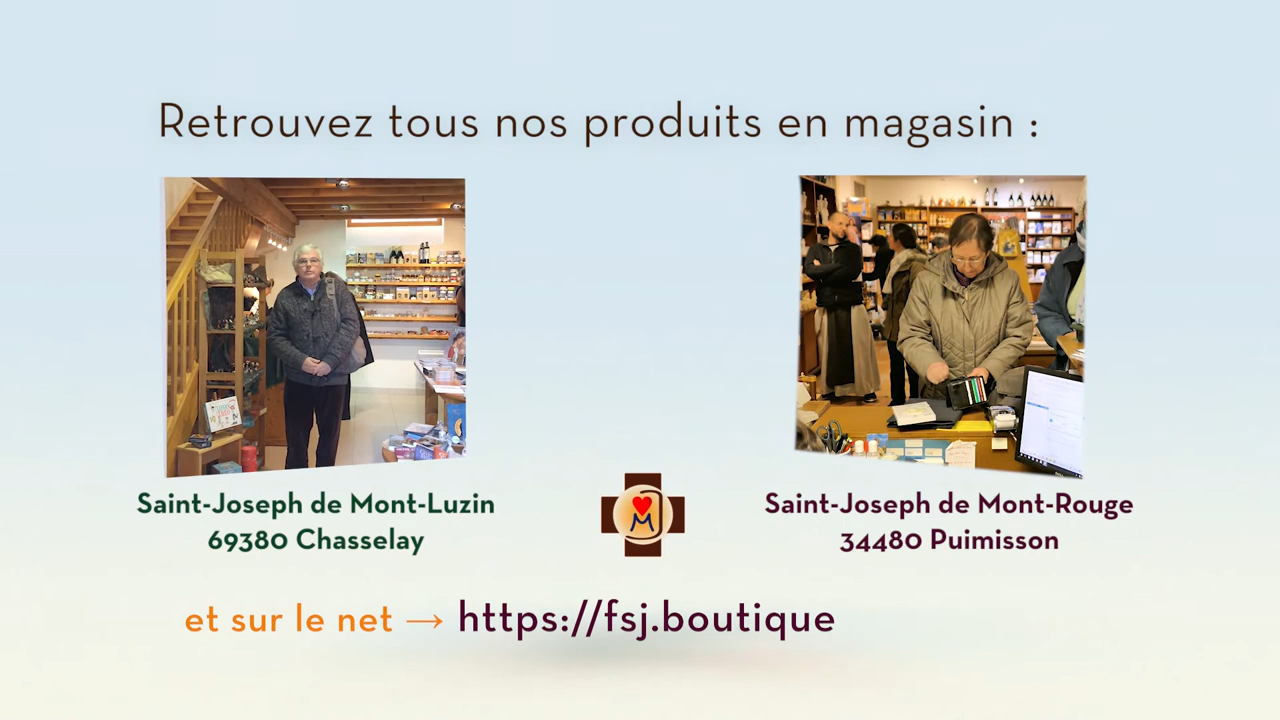 Retrouvez tous nos produits en magasin :
Saint-Joseph de Mont-Luzin
69380 Chasselay
M
Saint-Joseph de Mont-Rouge
34480 Puimisson
et sur le net → https://fsj.boutique